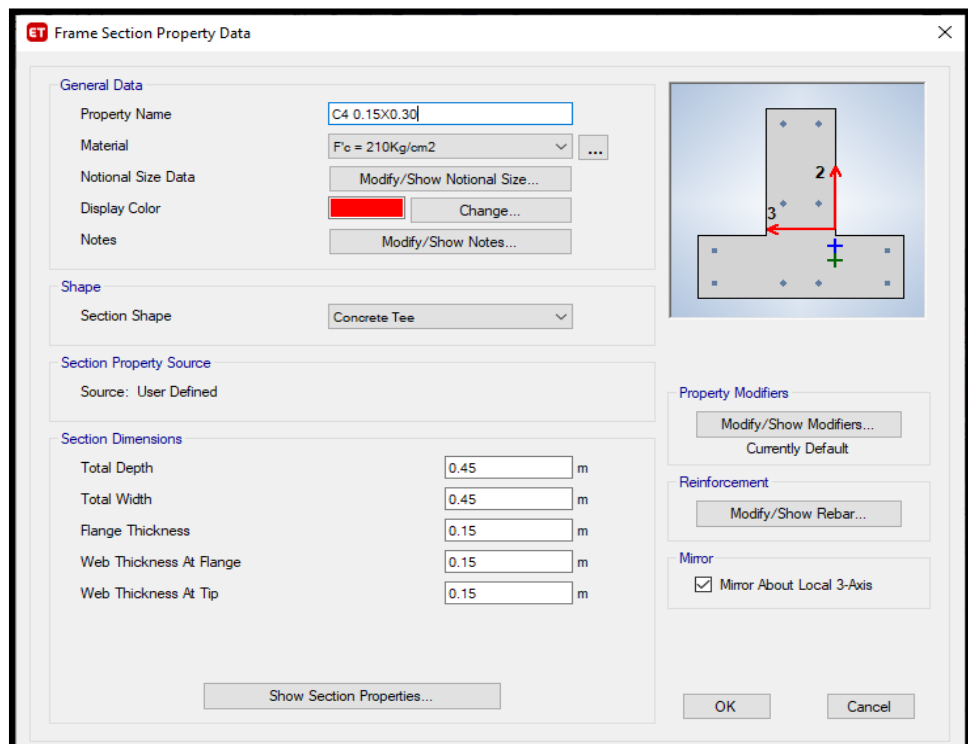 ET Frame Section Property Data
General Data
Property Name C4 0.15X0.30
Material F'c = 210Kg/cm2 ...
Notional Size Data Modify/Show Notional Size...
Display Color Change...
Notes Modify/Show Notes...
2
3
Shape
Section Shape Concrete Tee
Section Property Source
Source: User Defined
Section Dimensions
Total Depth 0.45 m
Total Width 0.45 m
Flange Thickness 0.15 m
Web Thickness At Flange 0.15 m
Web Thickness At Tip 0.15 m
Show Section Properties...
Property Modifiers
Modify/Show Modifiers...
Currently Default
Reinforcement
Modify/Show Rebar...
Mirror
Mirror About Local 3-Axis
OK Cancel